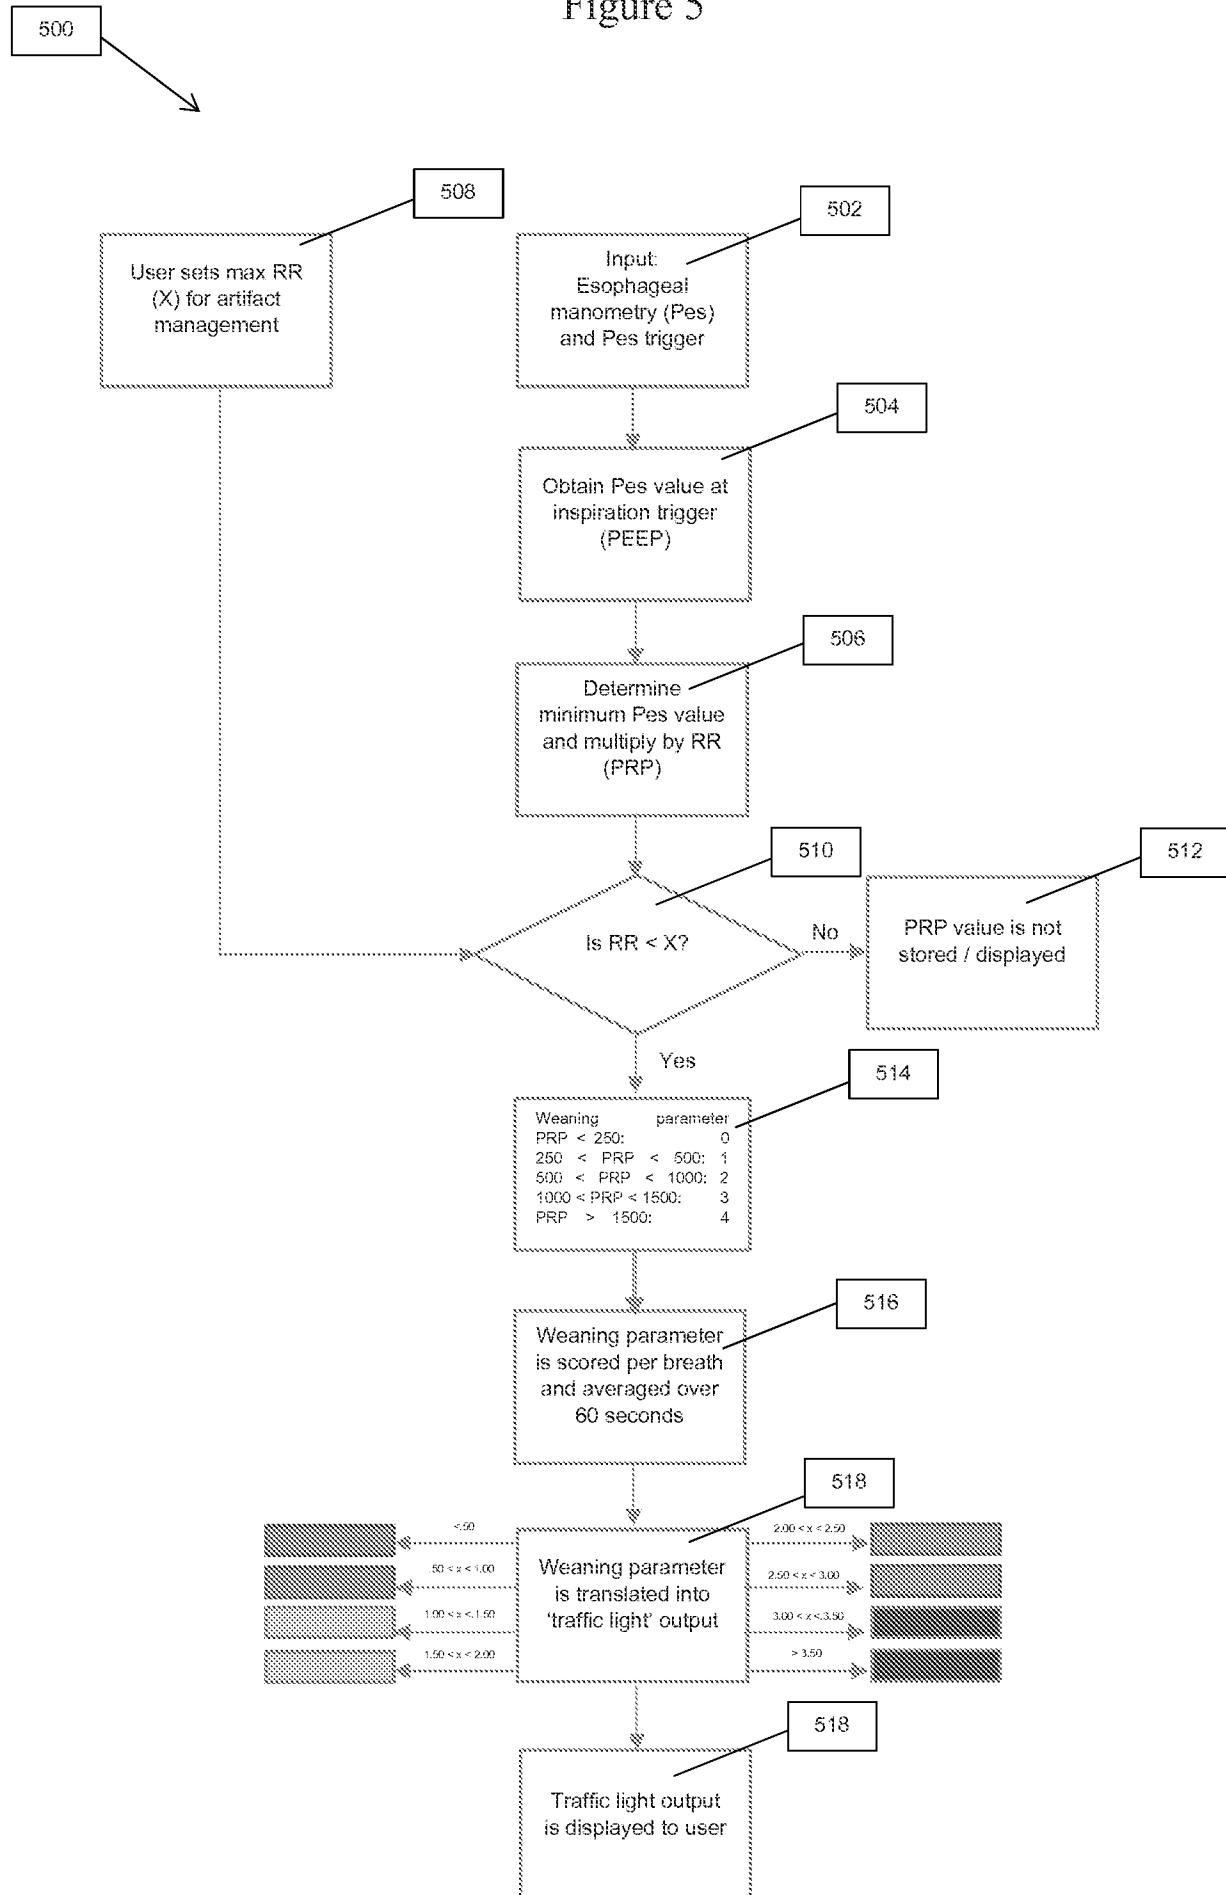 Figure 5
500
508
502
User sets max RR
(X) for artifact
management
Input:
Esophageal
manometry (Pes)
and Pes trigger
504
Obtain Pes value at
inspiration trigger
(PEEP)
506
Determine
minimum Pes value
and multiply by RR
(PRP)
510
512
Is RR < X?
No
PRP value is not
stored / displayed
Yes
514
Weaning parameter
PRP < 250: 0
250 < PRP < 500: 1
500 < PRP < 1000: 2
1000 < PRP < 1500: 3
PRP > 1500: 4
516
Weaning parameter
is scored per breath
and averaged over
60 seconds
518
<.50
.50 < x < 1.00
1.00 < x < 1.50
1.50 < x < 2.00
Weaning parameter
is translated into
'traffic light' output
2.00 < x < 2.50
2.50 < x < 3.00
3.00 < x < 3.50
> 3.50
518
Traffic light output
is displayed to user